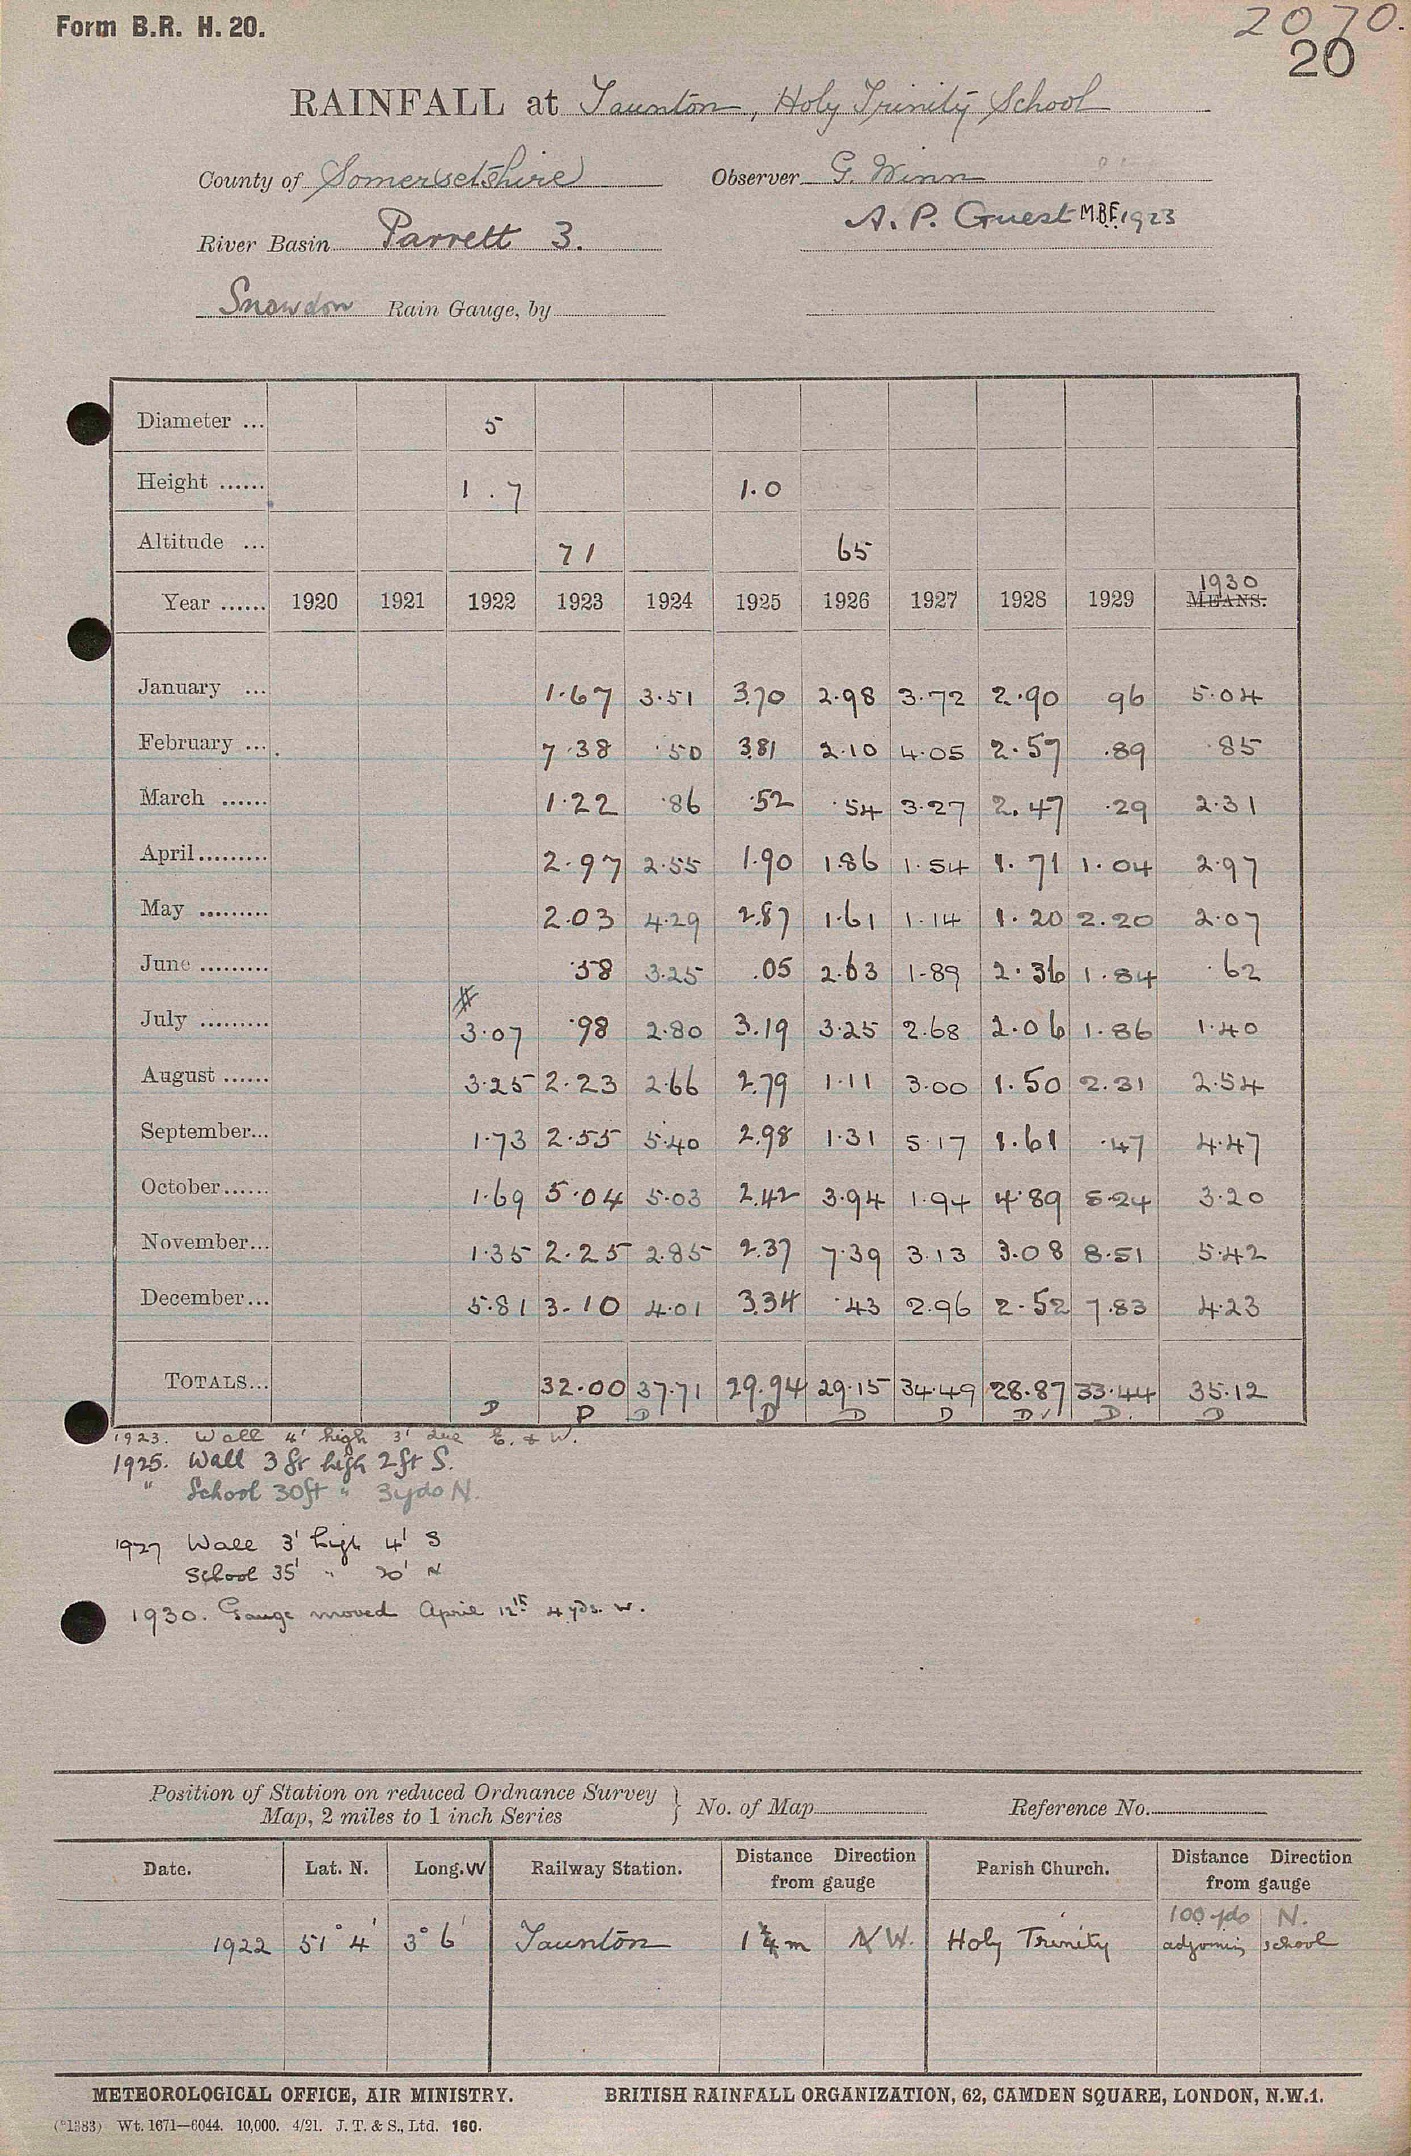 Form B.R. H. 20.
2070.
20
RAINFALL at Taunton, Holy Trinity School
County of Somersetshire Observer G. Winn
A. P. Guest M.B.E. 1923
River Basin Parrett 3.
Snowdon Rain Gauge, by
Diameter ... 5
Height ...... 1.7 1.0
Altitude ... 71 65
Year ...... 1920 1921 1922 1923 1924 1925 1926 1927 1928 1929 1930 MEANS.
January ... 1.67 3.51 3.70 2.98 3.72 2.90 96 5.04
February ... 7.38 .50 3.81 2.10 4.05 2.57 .89 .85
March ...... 1.22 .86 .52 .54 3.27 2.47 .29 2.31
April ......... 2.97 2.55 1.90 1.86 1.54 1.71 1.04 2.97
May ......... 2.03 4.29 2.87 1.61 1.14 1.20 2.20 2.07
June ......... .58 3.25 .05 2.63 1.89 2.36 1.84 .62
July ......... 3.07 .98 2.80 3.19 3.25 2.68 2.06 1.86 1.40
August ...... 3.25 2.23 2.66 2.79 1.11 3.00 1.50 2.31 2.54
September... 1.73 2.55 5.40 2.98 1.31 5.17 1.61 .47 4.47
October...... 1.69 5.04 5.03 2.42 3.94 1.94 4.89 5.24 3.20
November... 1.35 2.25 2.85 2.37 7.39 3.13 3.08 8.51 5.42
December... 5.81 3.10 4.01 3.34 .43 2.96 2.52 7.83 4.23
TOTALS... 32.00 37.71 29.94 29.15 34.49 28.87 33.44 35.12
D D D D D D D ✓ D. D
1923. Wall 4' high 3' due E. & W.
1925. Wall 3 ft high 2 ft S.
" School 30ft " 3 yds N.
1927 Wall 3' high 4' S
School 35' " 20' N
1930. Gauge moved April 12th 4 yds. W.
Position of Station on reduced Ordnance Survey
Map, 2 miles to 1 inch Series } No. of Map Reference No.
Date. Lat. N. Long. W Railway Station. Distance Direction from gauge Parish Church. Distance Direction from gauge
100 yds N.
1922 51° 4' 3° 6' Taunton 1 m N W. Holy Trinity adjoining school
METEOROLOGICAL OFFICE, AIR MINISTRY. BRITISH RAINFALL ORGANIZATION, 62, CAMDEN SQUARE, LONDON, N.W.1.
(*1383) Wt. 1671—6044. 10,000. 4/21. J. T. & S., Ltd. 160.